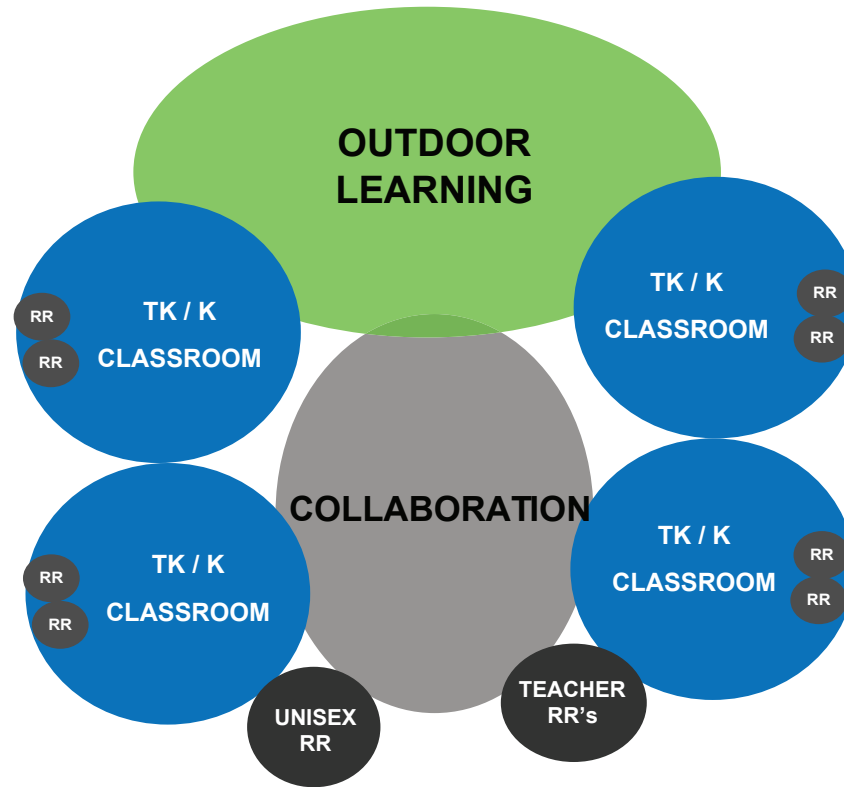 OUTDOOR
LEARNING
TK / K
CLASSROOM
RR
RR
TK / K
CLASSROOM
RR
RR
COLLABORATION
TK / K
CLASSROOM
RR
RR
TK / K
CLASSROOM
RR
RR
UNISEX
RR
TEACHER
RR's